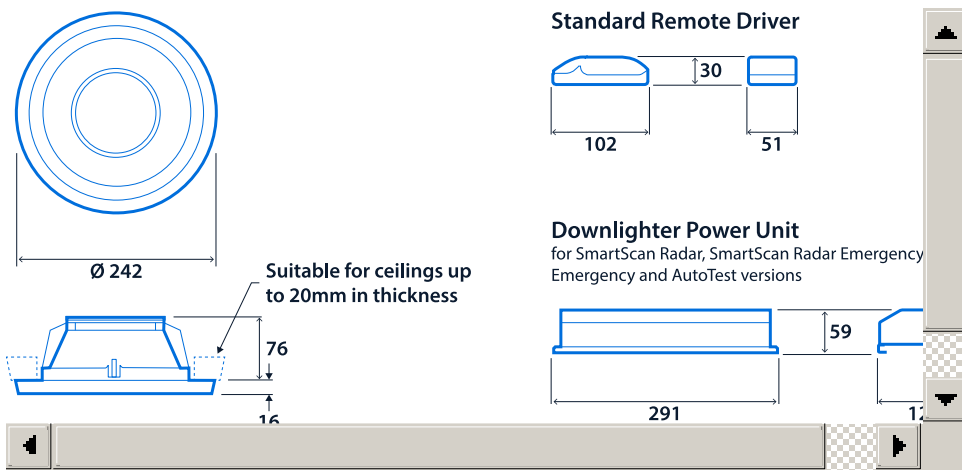 Standard Remote Driver
30
102
51
Ø 242
Suitable for ceilings up
to 20mm in thickness
76
16
Downlighter Power Unit
for SmartScan Radar, SmartScan Radar Emergency
Emergency and AutoTest versions
59
291